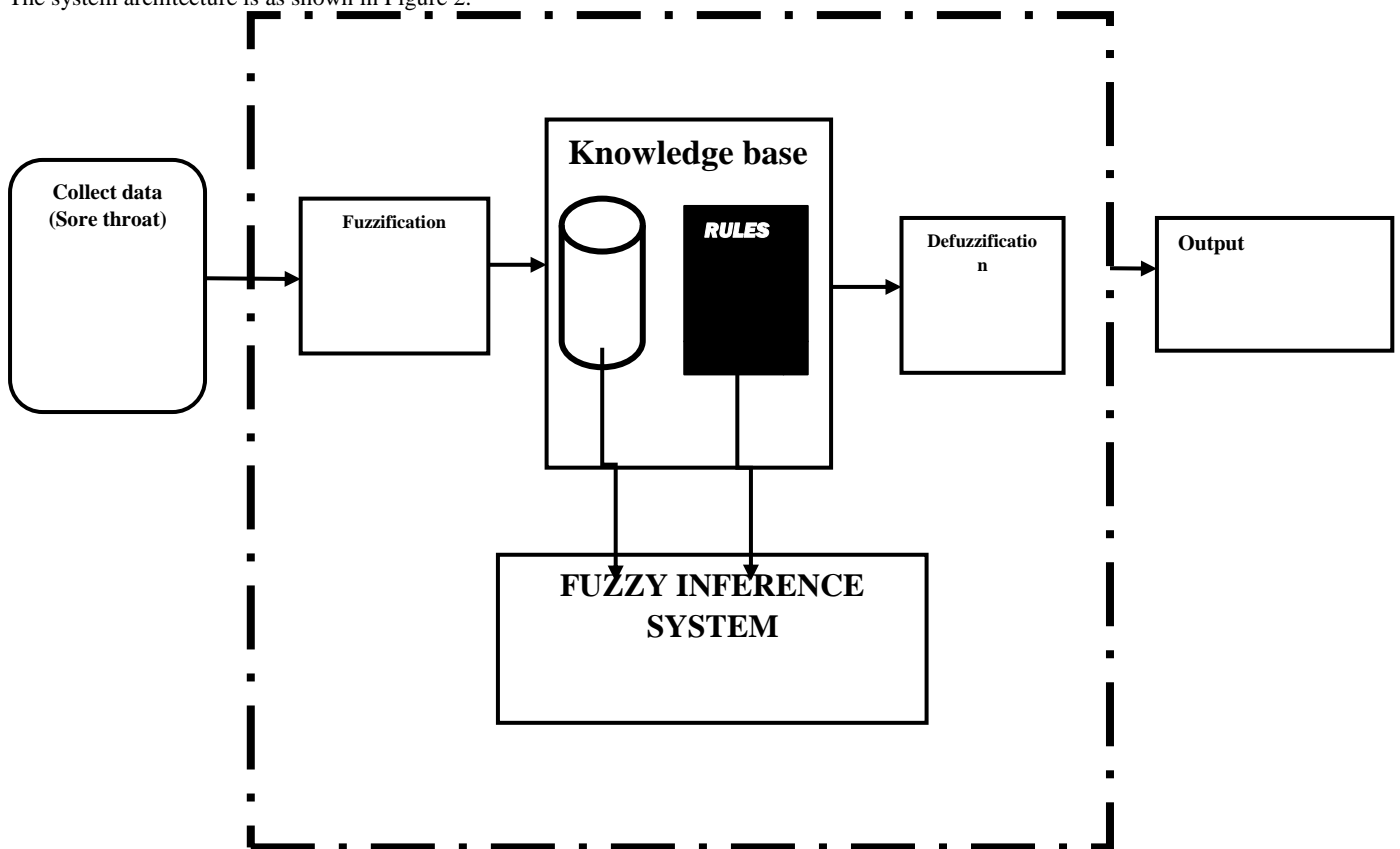 The system architecture is as shown in Figure 2.
Collect data
(Sore throat)
Fuzzification
Knowledge base
RULES
Defuzzificatio
n
Output
FUZZY INFERENCE
SYSTEM